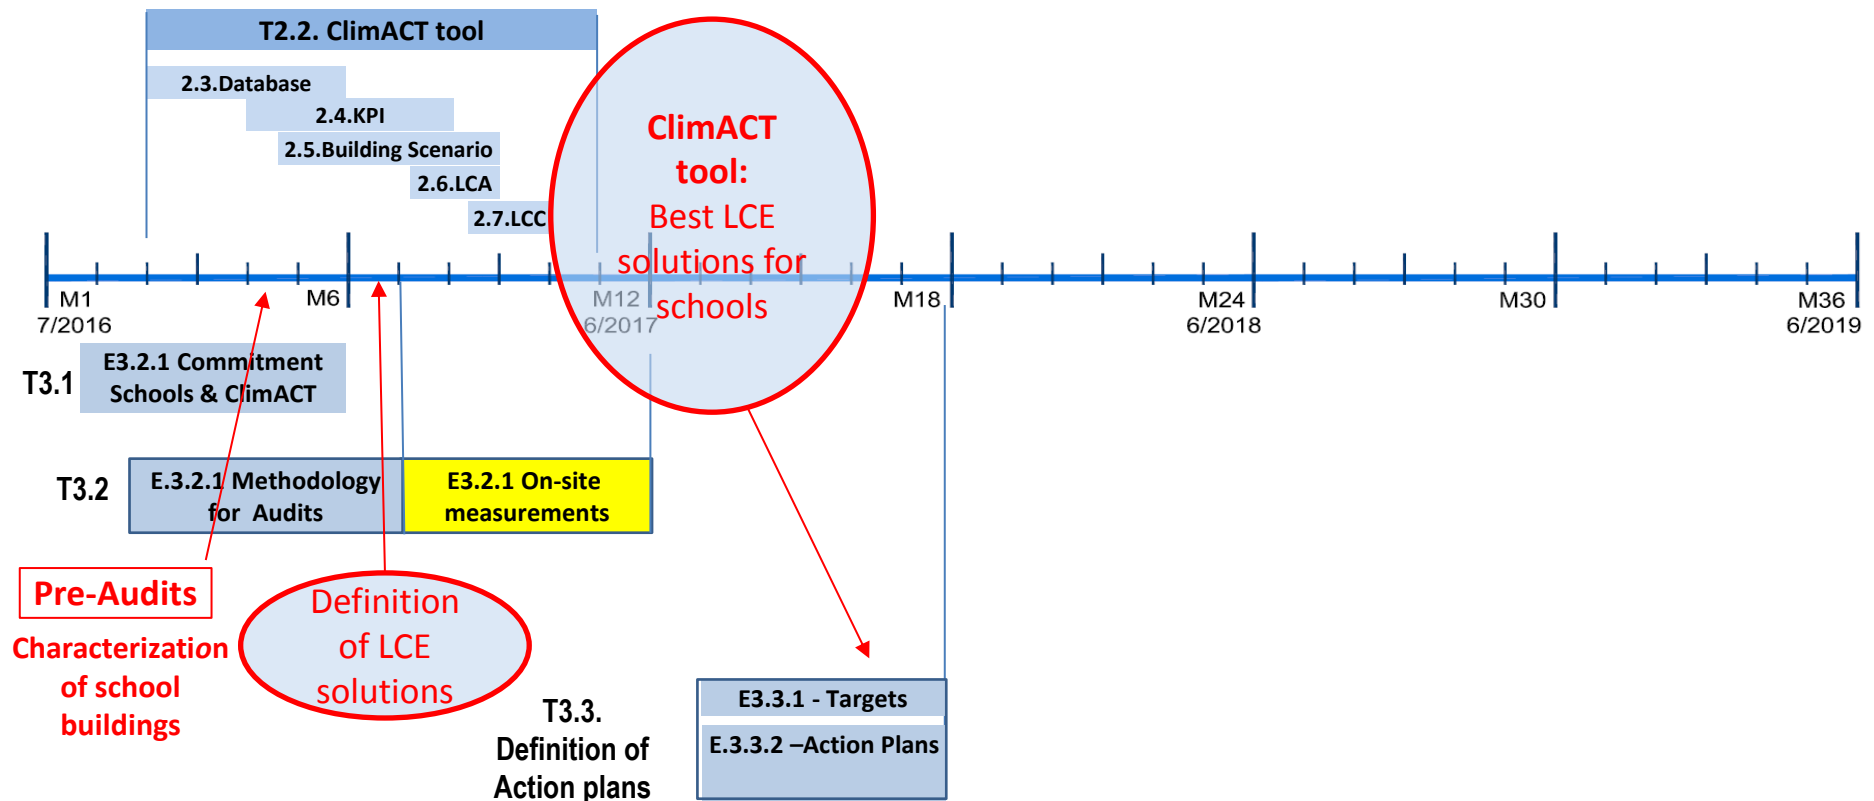 T2.2. ClimACT tool
2.3.Database
2.4.KPI
2.5.Building Scenario
2.6.LCA
2.7.LCC
ClimACT
tool:
Best LCE
solutions for
schools
M1
7/2016
M6
M12
6/2017
M18
M24
6/2018
M30
M36
6/2019
T3.1
E3.2.1 Commitment
Schools & ClimACT
T3.2
E.3.2.1 Methodology
for Audits
E3.2.1 On-site
measurements
Pre-Audits
Characterization
of school
buildings
Definition
of LCE
solutions
T3.3.
Definition of
Action plans
E3.3.1 - Targets
E.3.3.2 –Action Plans